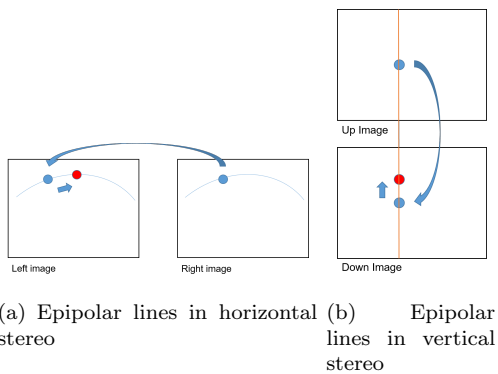 Up Image
Left image
Right image
Down Image
(a) Epipolar lines in horizontal
stereo
(b) Epipolar
lines in vertical
stereo